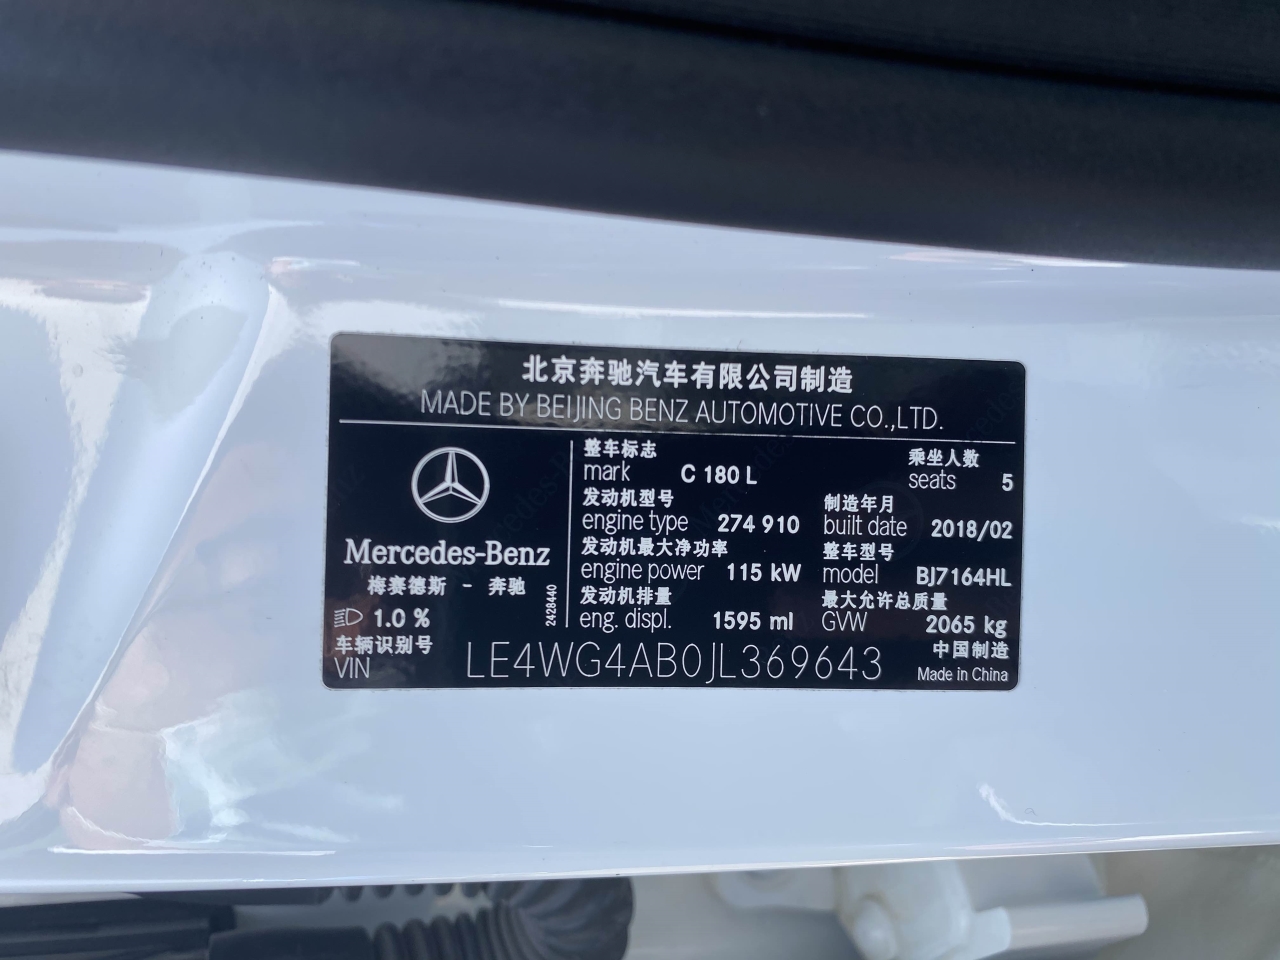 北京奔驰汽车有限公司制造
MADE BY BEIJING BENZ AUTOMOTIVE CO.,LTD.
Mercedes-Benz
梅赛德斯 - 奔驰
1.0 %
2428440
整车标志
mark C 180 L
乘坐人数
seats 5
发动机型号
engine type 274 910
制造年月
built date 2018/02
发动机最大净功率
engine power 115 kW
整车型号
model BJ7164HL
发动机排量
eng. displ. 1595 ml
最大允许总质量
GVW 2065 kg
车辆识别号
VIN LE4WG4AB0JL369643
中国制造
Made in China